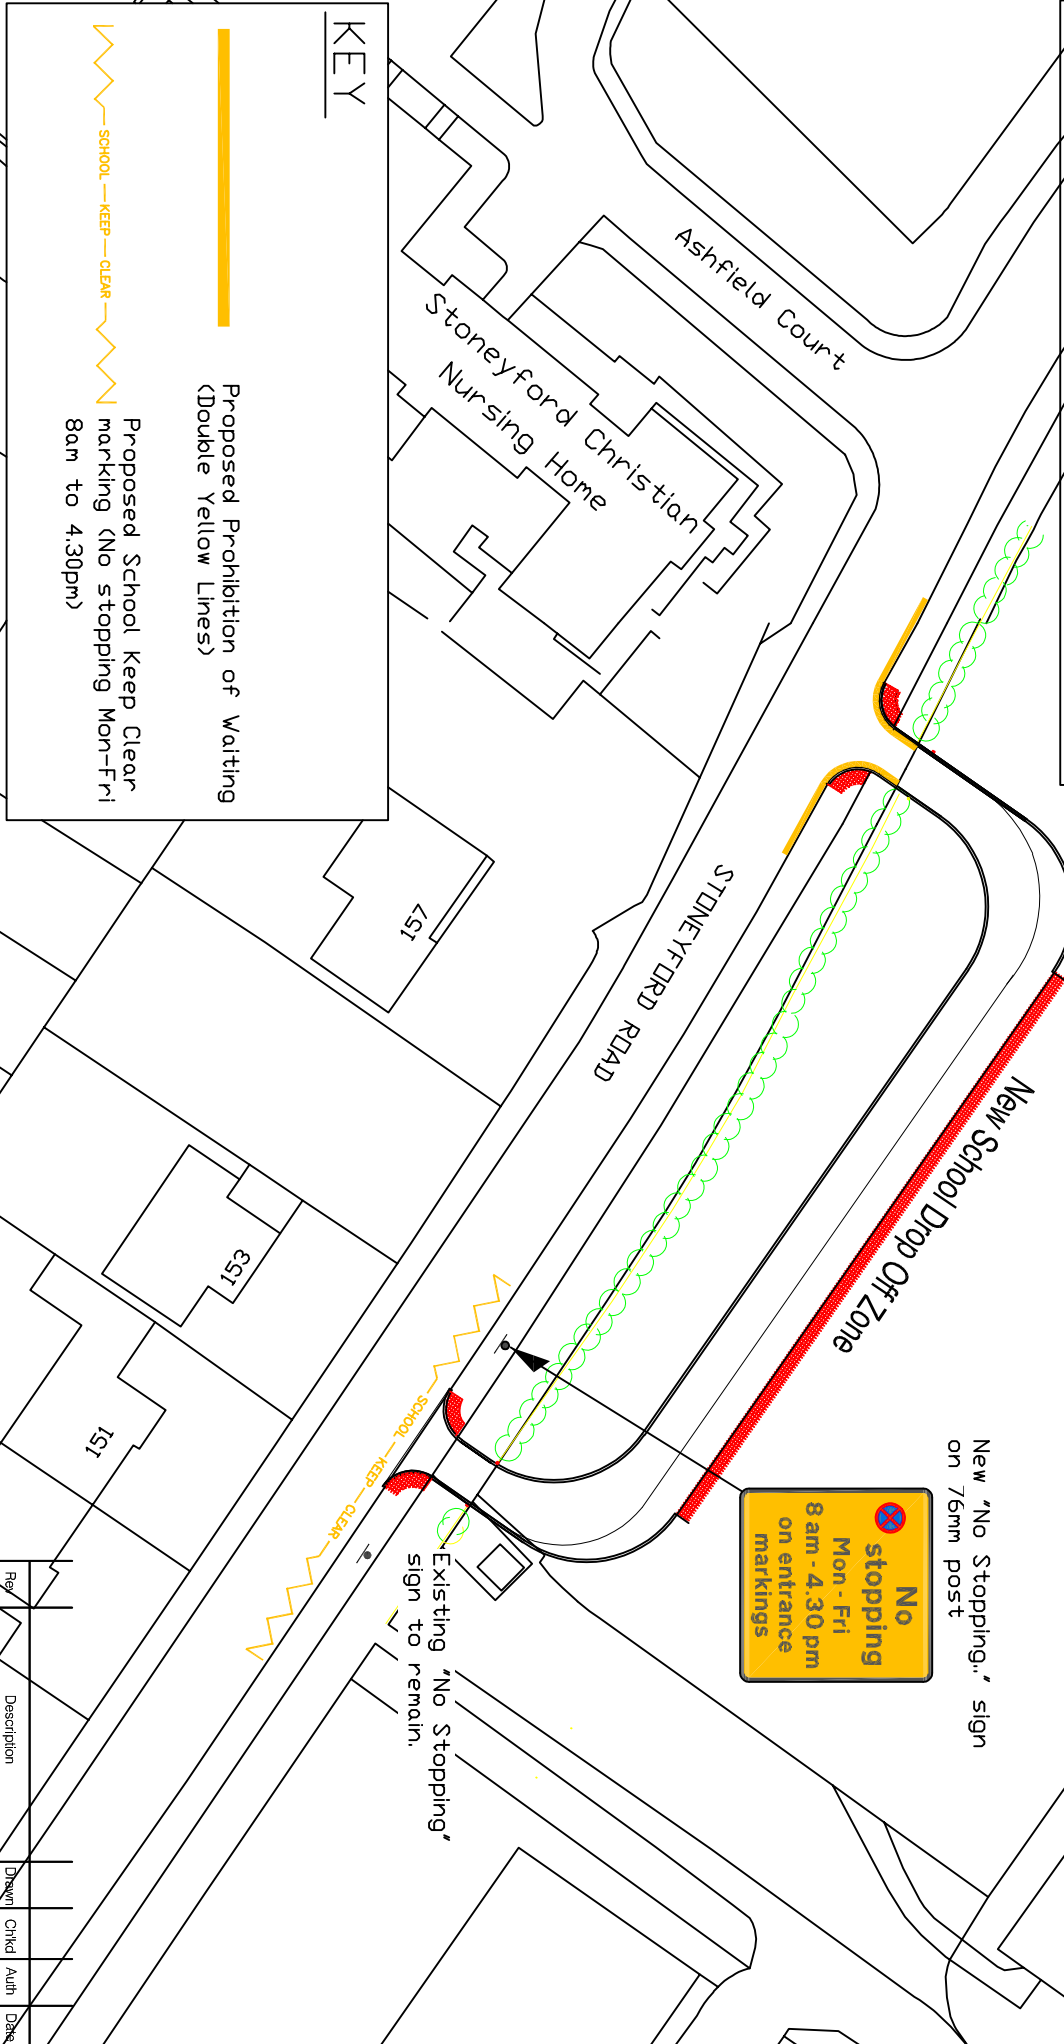 KEY
Proposed Prohibition of Waiting
(Double Yellow Lines)
SCHOOL KEEP CLEAR
Proposed School Keep Clear
marking (No stopping Mon-Fri
8am to 4.30pm)
Ashfield Court
Stoneyford Christian
Nursing Home
STONEYFORD ROAD
157
153
151
New School Drop Off Zone
SCHOOL KEEP CLEAR
New "No Stopping.." sign
on 76mm post
No
stopping
Mon - Fri
8 am - 4.30 pm
on entrance
markings
Existing "No Stopping"
sign to remain.
Rev Description Drawn Ch'kd Auth Date